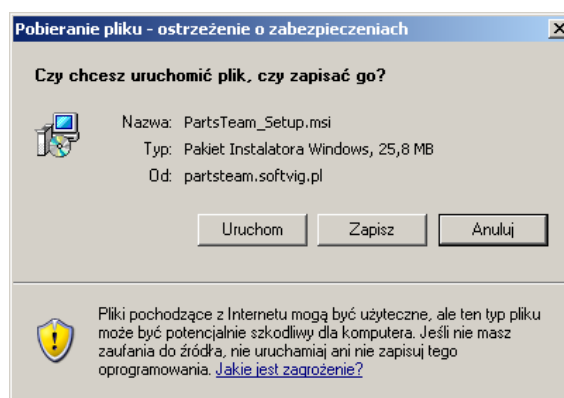 Pobieranie pliku - ostrzeżenie o zabezpieczeniach
Czy chcesz uruchomić plik, czy zapisać go?
Nazwa: PartsTeam_Setup.msi
Typ: Pakiet Instalatora Windows, 25,8 MB
Od: partsteam.softvig.pl
Uruchom Zapisz Anuluj
Pliki pochodzące z Internetu mogą być użyteczne, ale ten typ pliku
może być potencjalnie szkodliwy dla komputera. Jeśli nie masz
zaufania do źródła, nie uruchamiaj ani nie zapisuj tego
oprogramowania. Jakie jest zagrożenie?